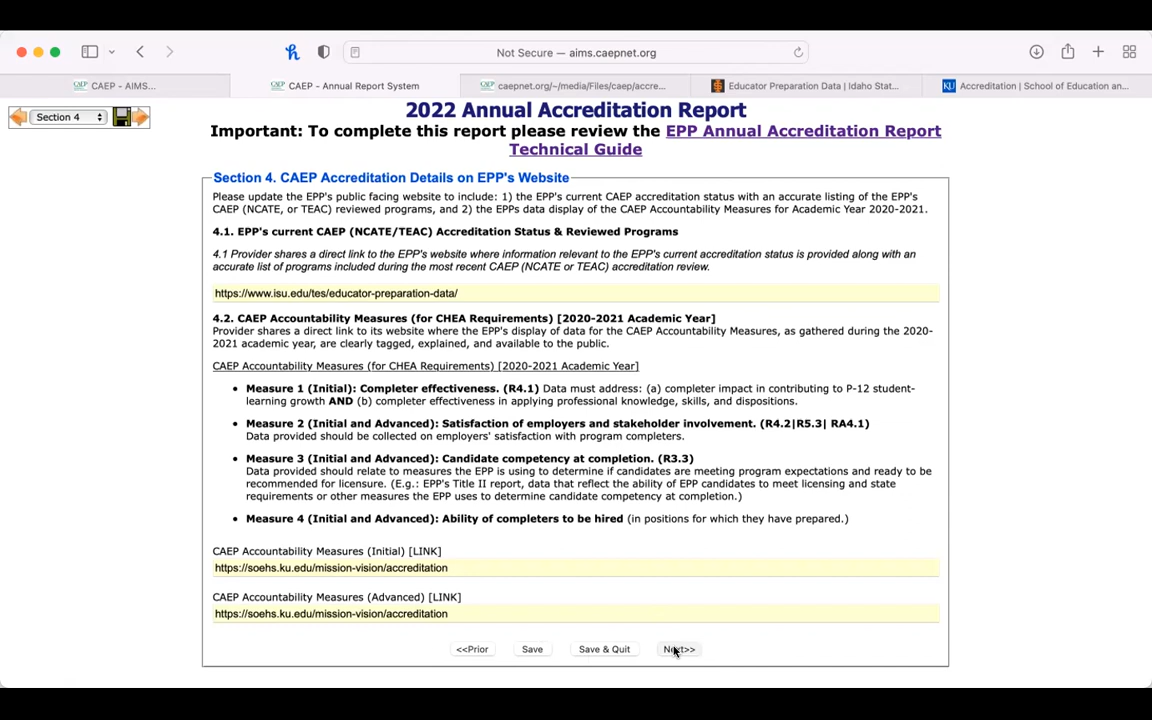 Not Secure — aims.caepnet.org
CAEP - AIMS...
CAEP - Annual Report System
caepnet.org/~/media/Files/caep/accre...
Educator Preparation Data | Idaho Stat...
KU Accreditation | School of Education an...
Section 4
2022 Annual Accreditation Report
Important: To complete this report please review the EPP Annual Accreditation Report
Technical Guide
Section 4. CAEP Accreditation Details on EPP's Website
Please update the EPP's public facing website to include: 1) the EPP's current CAEP accreditation status with an accurate listing of the EPP's
CAEP (NCATE, or TEAC) reviewed programs, and 2) the EPPs data display of the CAEP Accountability Measures for Academic Year 2020-2021.
4.1. EPP's current CAEP (NCATE/TEAC) Accreditation Status & Reviewed Programs
4.1 Provider shares a direct link to the EPP's website where information relevant to the EPP's current accreditation status is provided along with an
accurate list of programs included during the most recent CAEP (NCATE or TEAC) accreditation review.
https://www.isu.edu/tes/educator-preparation-data/
4.2. CAEP Accountability Measures (for CHEA Requirements) [2020-2021 Academic Year]
Provider shares a direct link to its website where the EPP's display of data for the CAEP Accountability Measures, as gathered during the 2020-
2021 academic year, are clearly tagged, explained, and available to the public.
CAEP Accountability Measures (for CHEA Requirements) [2020-2021 Academic Year]
• Measure 1 (Initial): Completer effectiveness. (R4.1) Data must address: (a) completer impact in contributing to P-12 student-
learning growth AND (b) completer effectiveness in applying professional knowledge, skills, and dispositions.
• Measure 2 (Initial and Advanced): Satisfaction of employers and stakeholder involvement. (R4.2|R5.3| RA4.1)
Data provided should be collected on employers' satisfaction with program completers.
• Measure 3 (Initial and Advanced): Candidate competency at completion. (R3.3)
Data provided should relate to measures the EPP is using to determine if candidates are meeting program expectations and ready to be
recommended for licensure. (E.g.: EPP's Title II report, data that reflect the ability of EPP candidates to meet licensing and state
requirements or other measures the EPP uses to determine candidate competency at completion.)
• Measure 4 (Initial and Advanced): Ability of completers to be hired (in positions for which they have prepared.)
CAEP Accountability Measures (Initial) [LINK]
https://soehs.ku.edu/mission-vision/accreditation
CAEP Accountability Measures (Advanced) [LINK]
https://soehs.ku.edu/mission-vision/accreditation
<<Prior Save Save & Quit Next>>